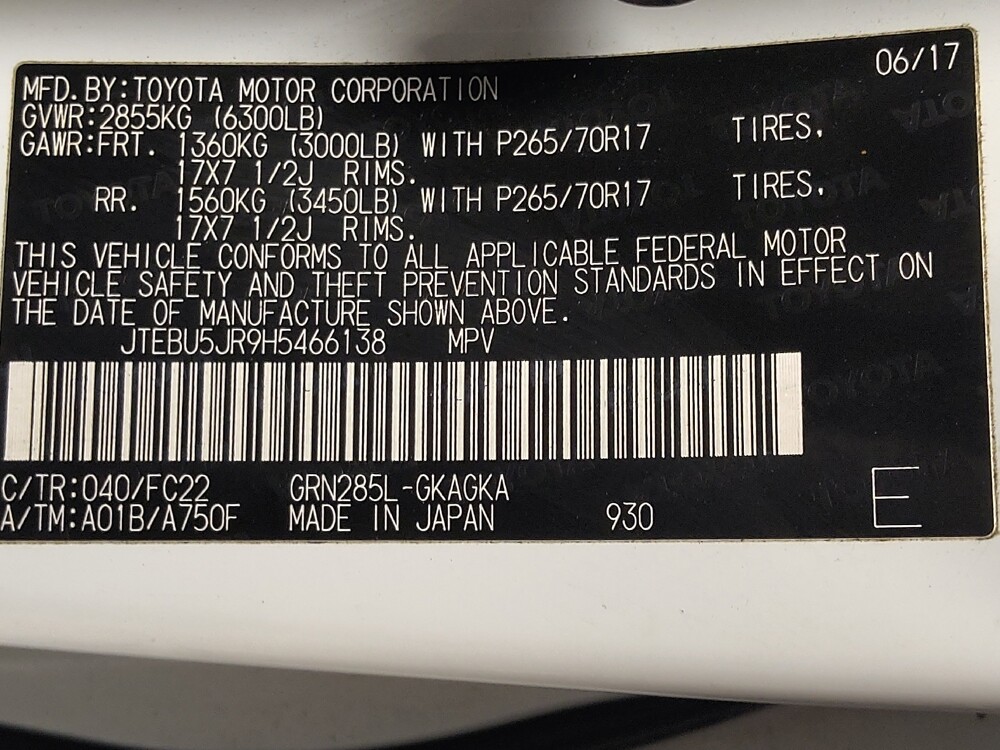 06/17
MFD. BY: TOYOTA MOTOR CORPORATION
GVWR: 2855KG (6300LB)
GAWR: FRT. 1360KG (3000LB) WITH P265/70R17 TIRES,
17X7 1/2J RIMS.
RR. 1560KG (3450LB) WITH P265/70R17 TIRES,
17X7 1/2J RIMS.
THIS VEHICLE CONFORMS TO ALL APPLICABLE FEDERAL MOTOR
VEHICLE SAFETY AND THEFT PREVENTION STANDARDS IN EFFECT ON
THE DATE OF MANUFACTURE SHOWN ABOVE.
JTEBU5JR9H5466138 MPV
C/TR: 040/FC22 GRN285L-GKAGKA
A/TM: A01B/A750F MADE IN JAPAN 930 E